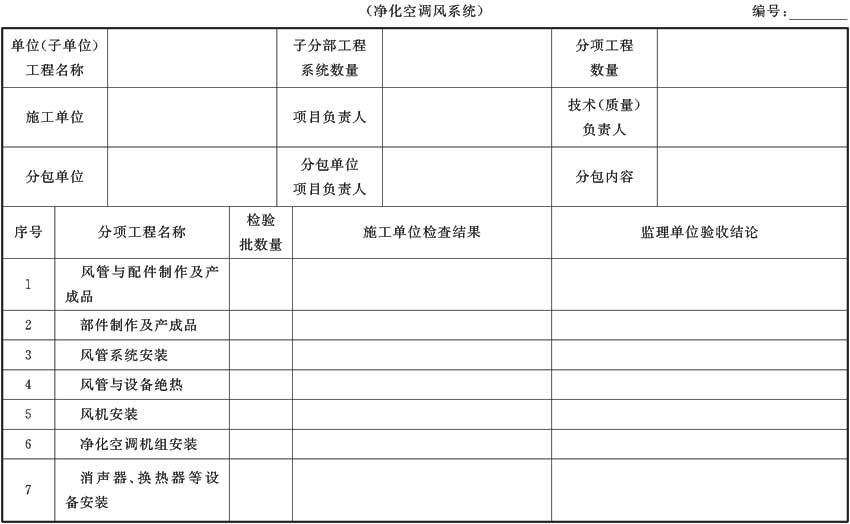 （净化空调风系统） 编号:
单位(子单位) 子分部工程 分项工程
工程名称 系统数量 数量
施工单位 项目负责人 技术(质量)
负责人
分包单位 分包单位 分包内容
项目负责人
序号 分项工程名称 检验 施工单位检查结果 监理单位验收结论
批数量
1 风管与配件制作及产
成品
2 部件制作及产成品
3 风管系统安装
4 风管与设备绝热
5 风机安装
6 净化空调机组安装
7 消声器、换热器等设
备安装